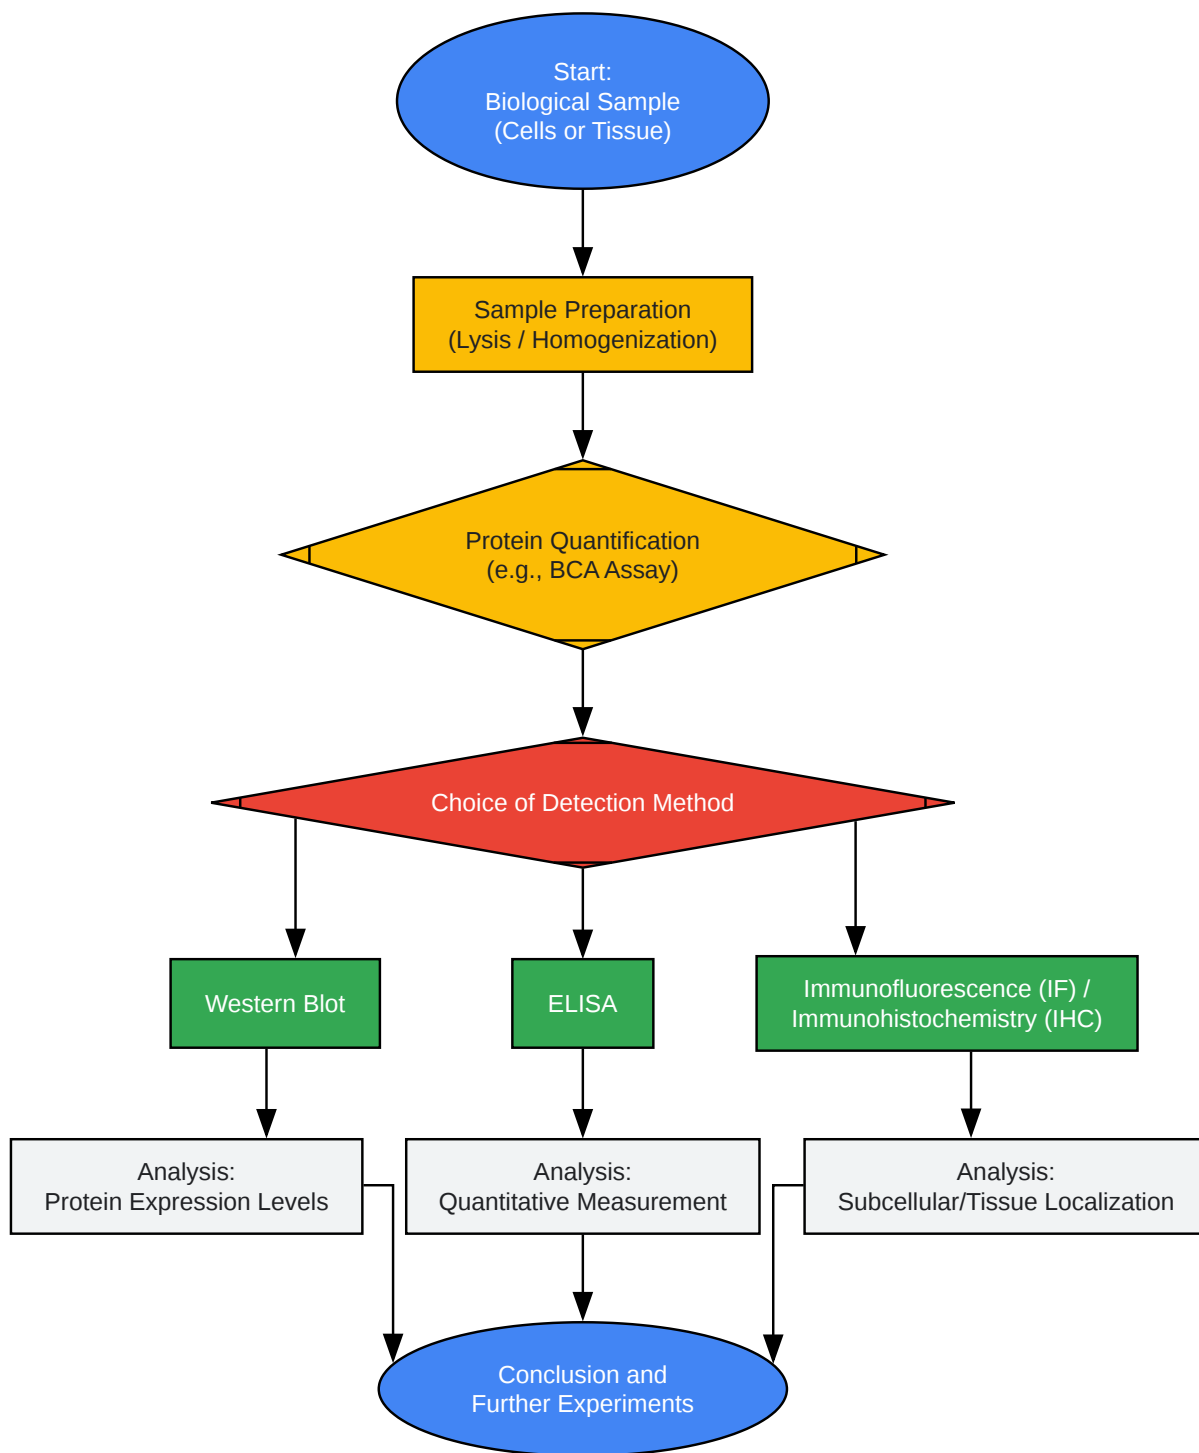 Start:
Biological Sample
(Cells or Tissue)
Sample Preparation
(Lysis / Homogenization)
Protein Quantification
(e.g., BCA Assay)
Choice of Detection Method
Western Blot
ELISA
Immunofluorescence (IF) /
Immunohistochemistry (IHC)
Analysis:
Protein Expression Levels
Analysis:
Quantitative Measurement
Analysis:
Subcellular/Tissue Localization
Conclusion and
Further Experiments